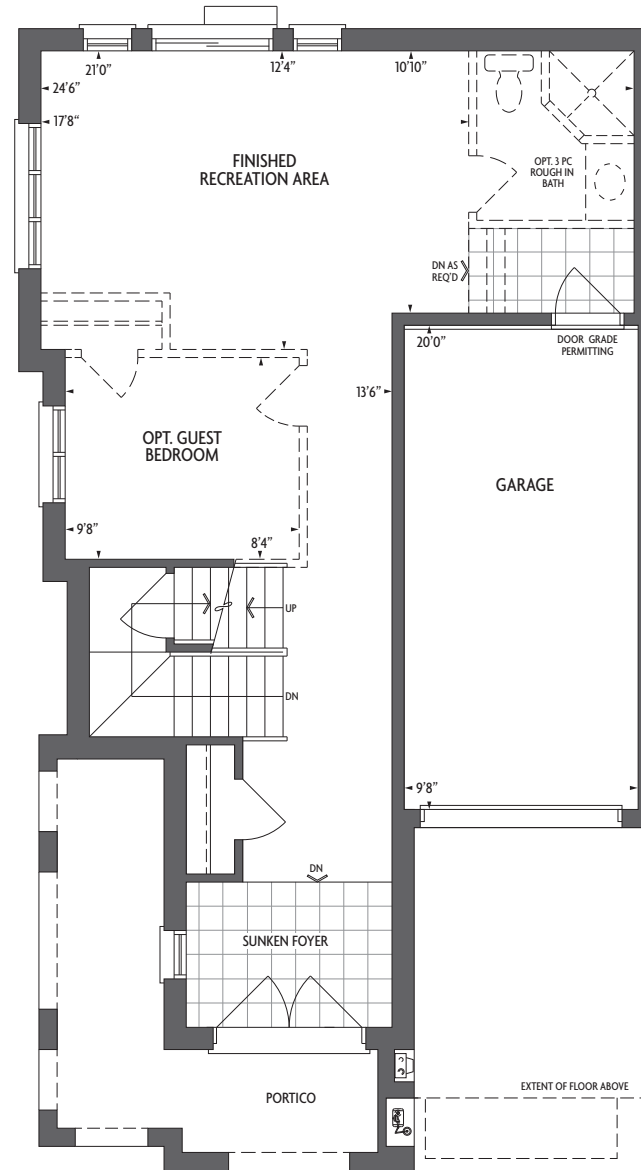 21'0"
12'4"
10'10"
24'6"
17'8"
FINISHED
RECREATION AREA
OPT. 3 PC
ROUGH IN
BATH
DN AS
REQ'D
20'0"
DOOR GRADE
PERMITTING
13'6"
OPT. GUEST
BEDROOM
GARAGE
9'8"
8'4"
UP
DN
9'8"
DN
SUNKEN FOYER
EXTENT OF FLOOR ABOVE
PORTICO